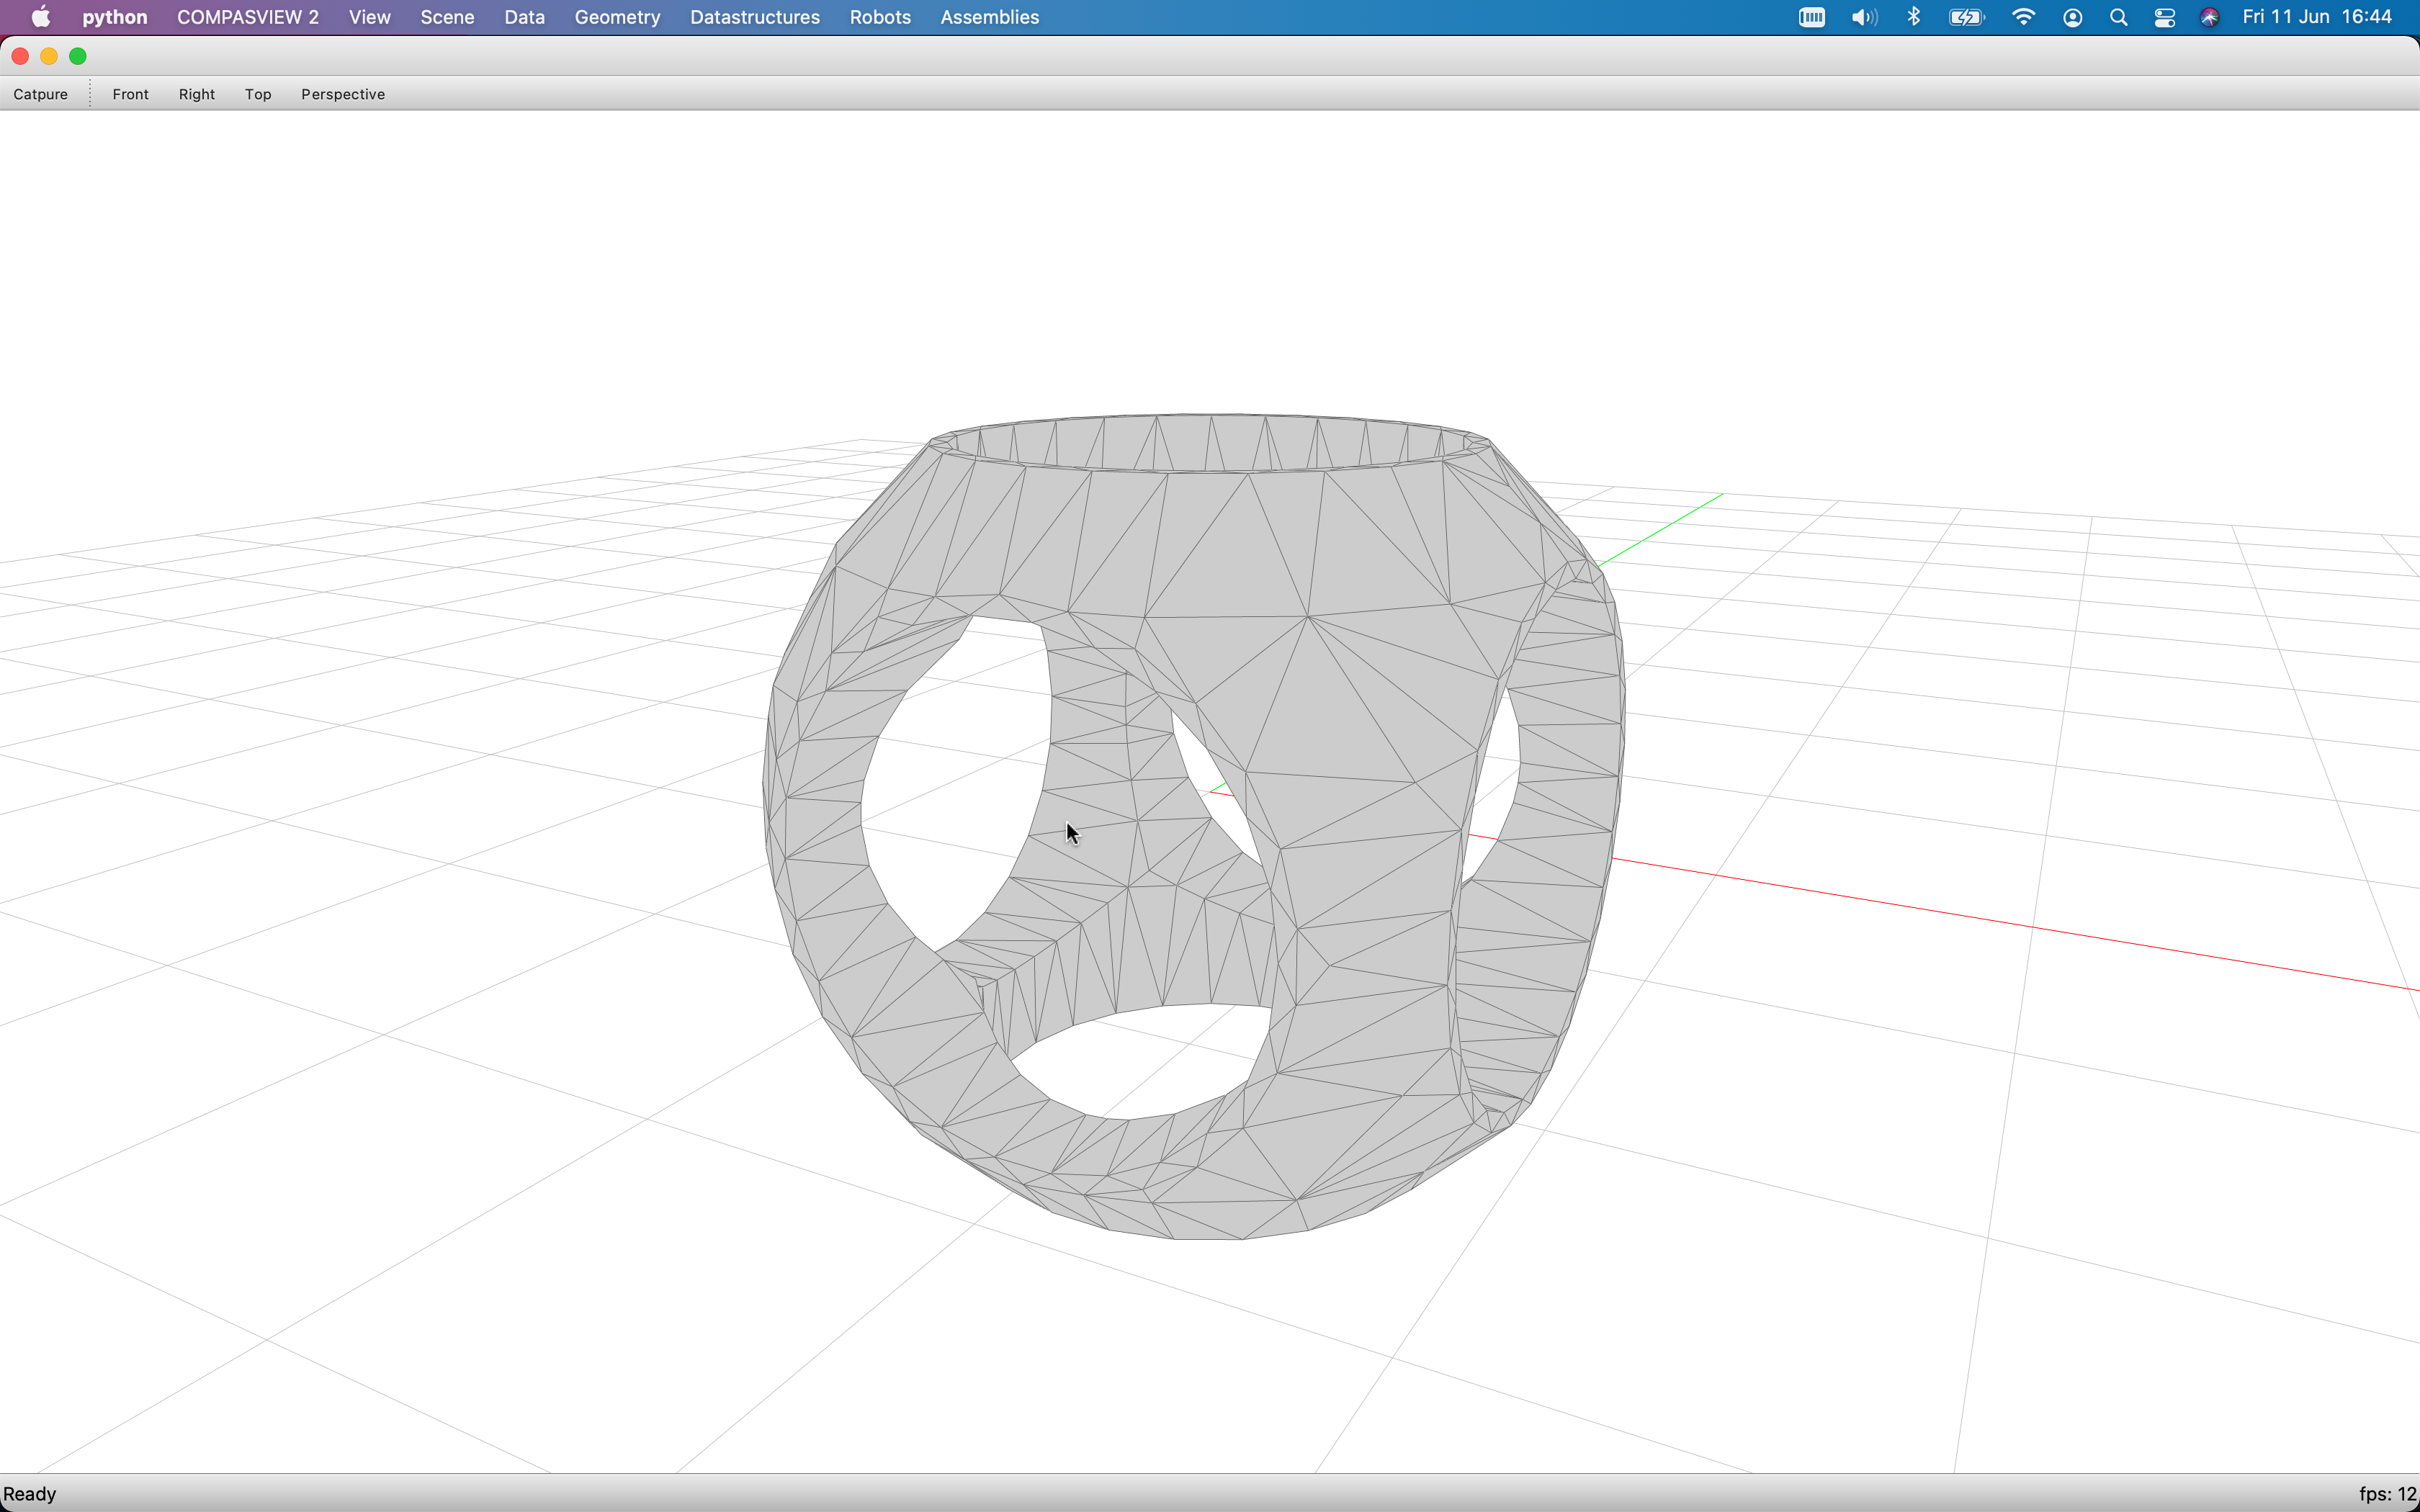 python COMPASVIEW 2 View Scene Data Geometry Datastructures Robots Assemblies Fri 11 Jun 16:44
Catpure Front Right Top Perspective
Ready fps: 12